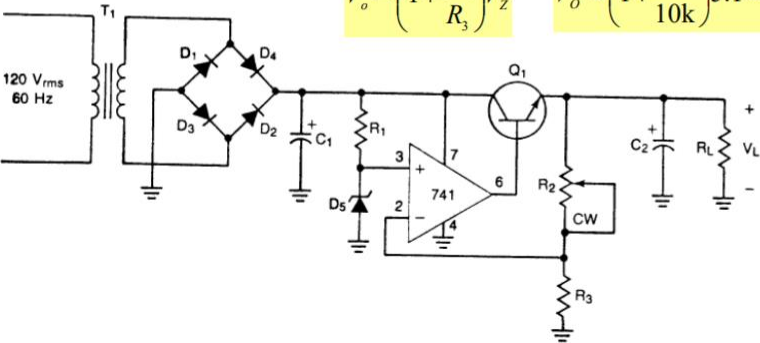 T1
R3
Z
10k
120 Vrms
60 Hz
D1
D4
D3
D2
C1
+
R1
D5
3
+
2
−
741
7
4
6
Q1
R2
CW
R3
C2
+
RL
+
VL
−